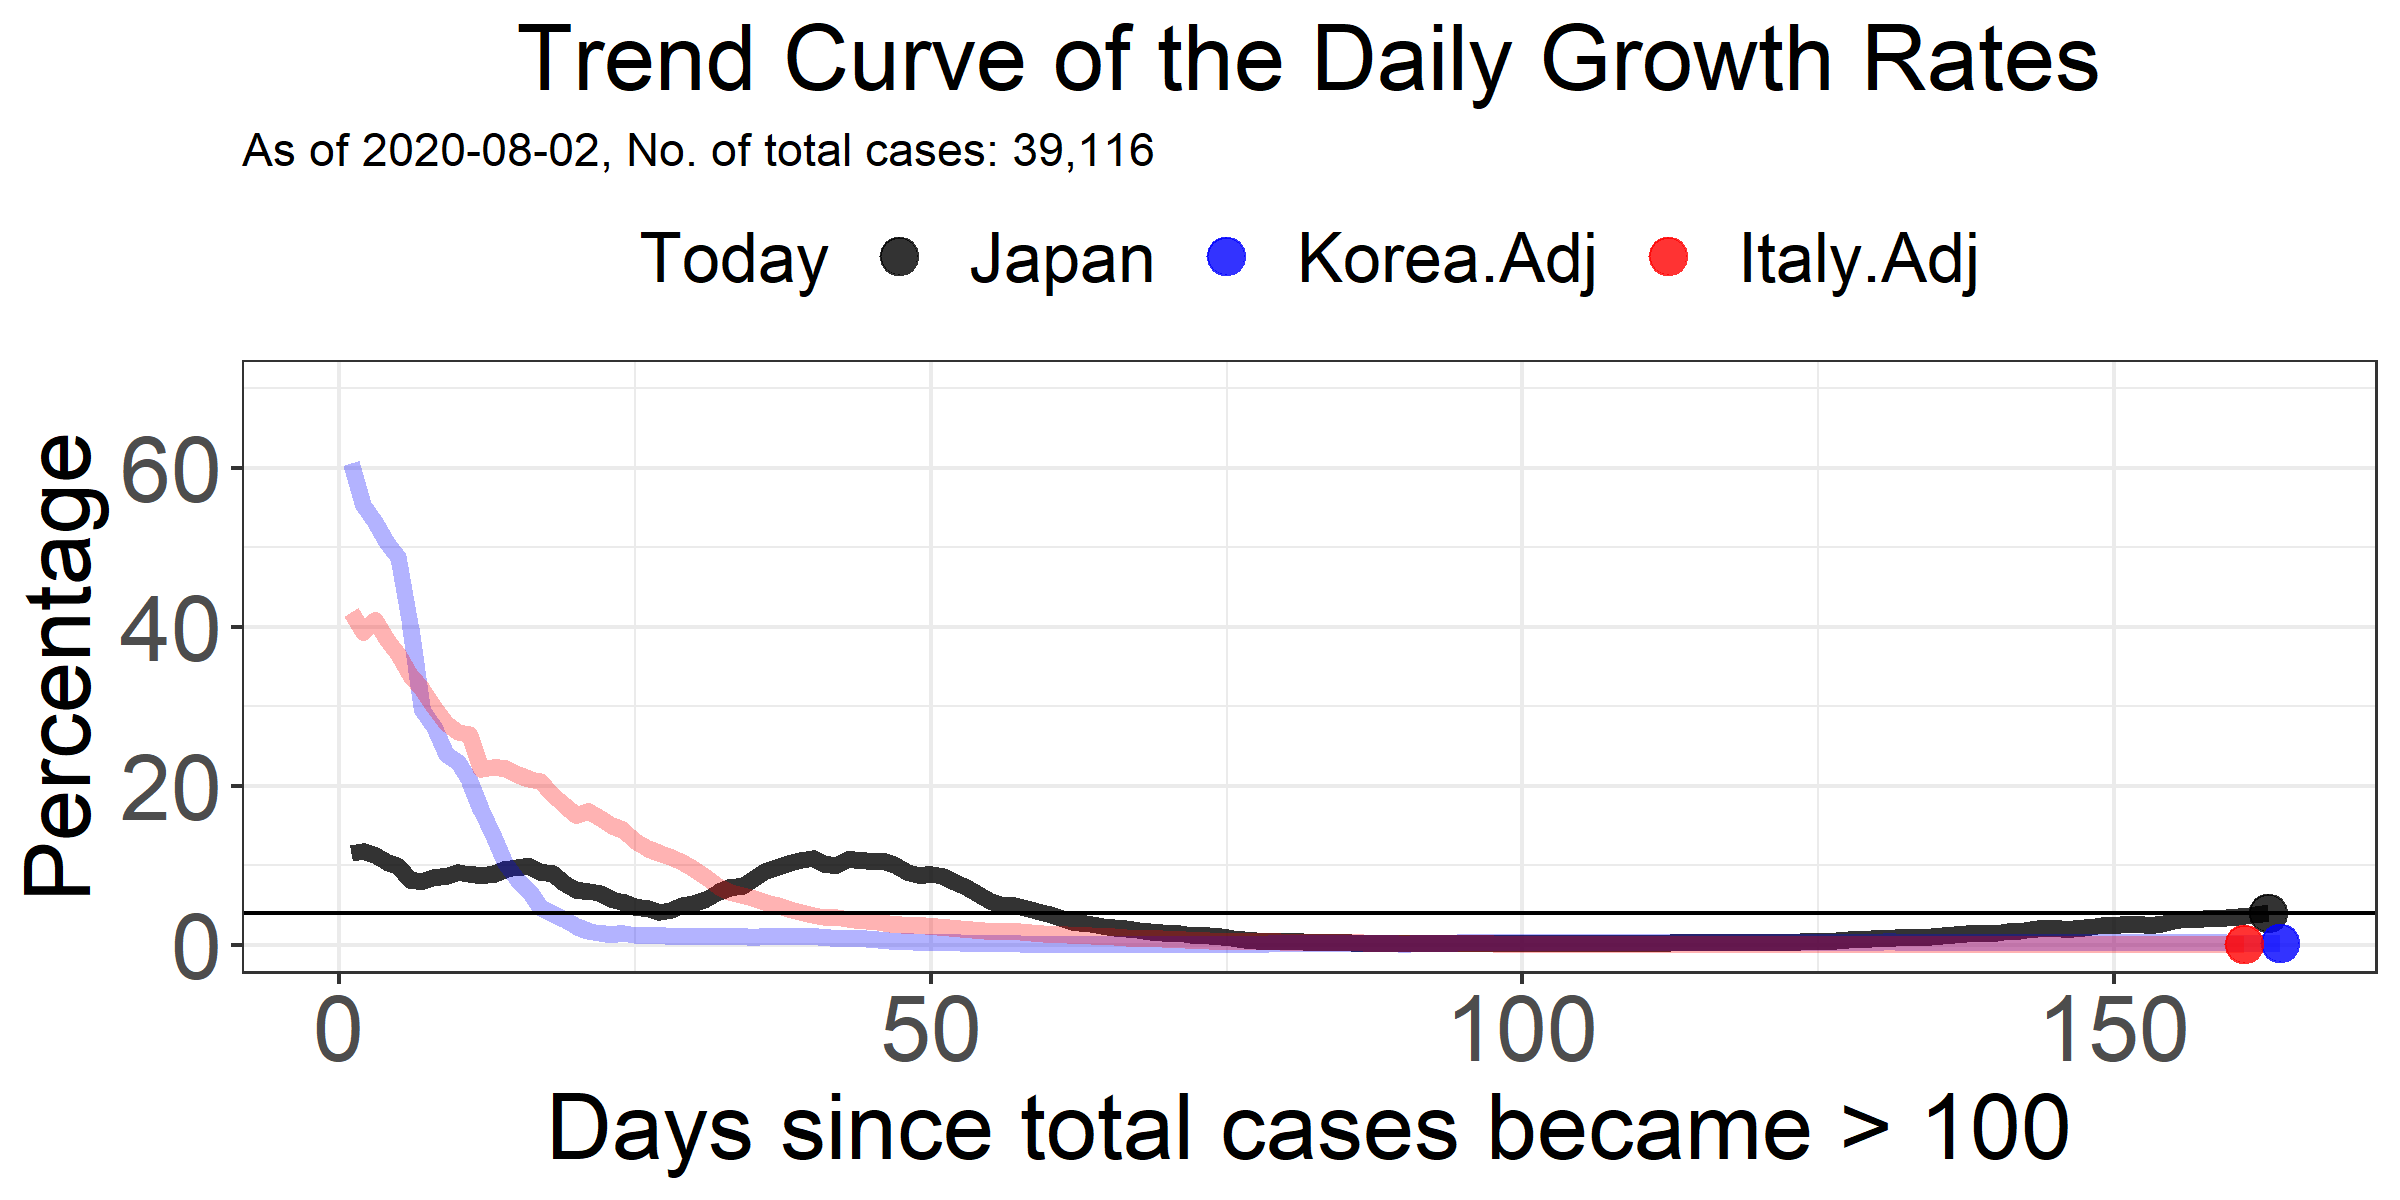 Trend Curve of the Daily Growth Rates
As of 2020-08-02, No. of total cases: 39,116
Today Japan Korea.Adj Italy.Adj
Percentage
60
40
20
0
0 50 100 150
Days since total cases became > 100